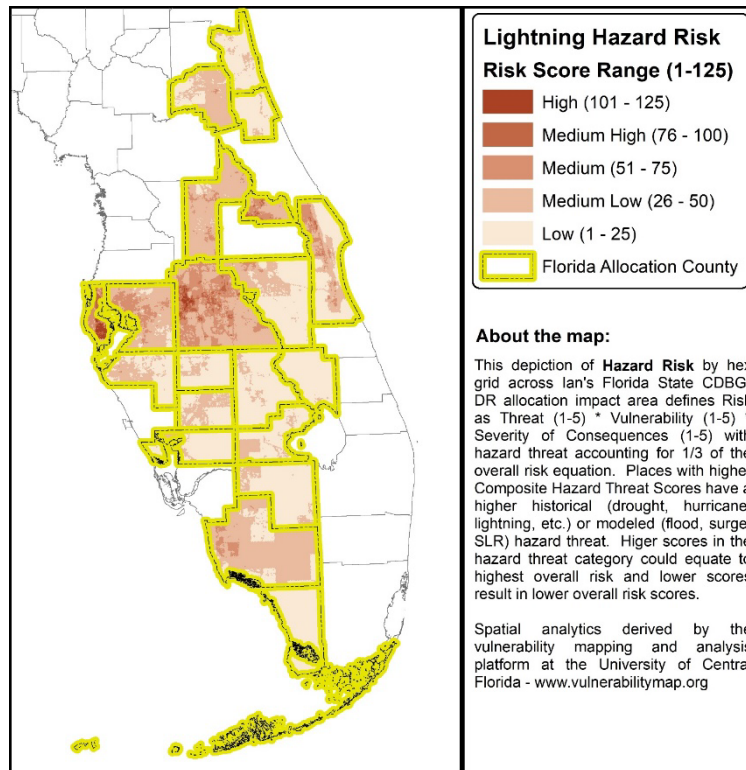 Lightning Hazard Risk
Risk Score Range (1-125)
High (101 - 125)
Medium High (76 - 100)
Medium (51 - 75)
Medium Low (26 - 50)
Low (1 - 25)
Florida Allocation County
About the map:
This depiction of Hazard Risk by hex
grid across Ian's Florida State CDBG-
DR allocation impact area defines Risk
as Threat (1-5) * Vulnerability (1-5) *
Severity of Consequences (1-5) with
hazard threat accounting for 1/3 of the
overall risk equation. Places with higher
Composite Hazard Threat Scores have a
higher historical (drought, hurricane,
lightning, etc.) or modeled (flood, surge,
SLR) hazard threat. Higer scores in the
hazard threat category could equate to
highest overall risk and lower scores
result in lower overall risk scores.
Spatial analytics derived by the
vulnerability mapping and analysis
platform at the University of Central
Florida - www.vulnerabilitymap.org